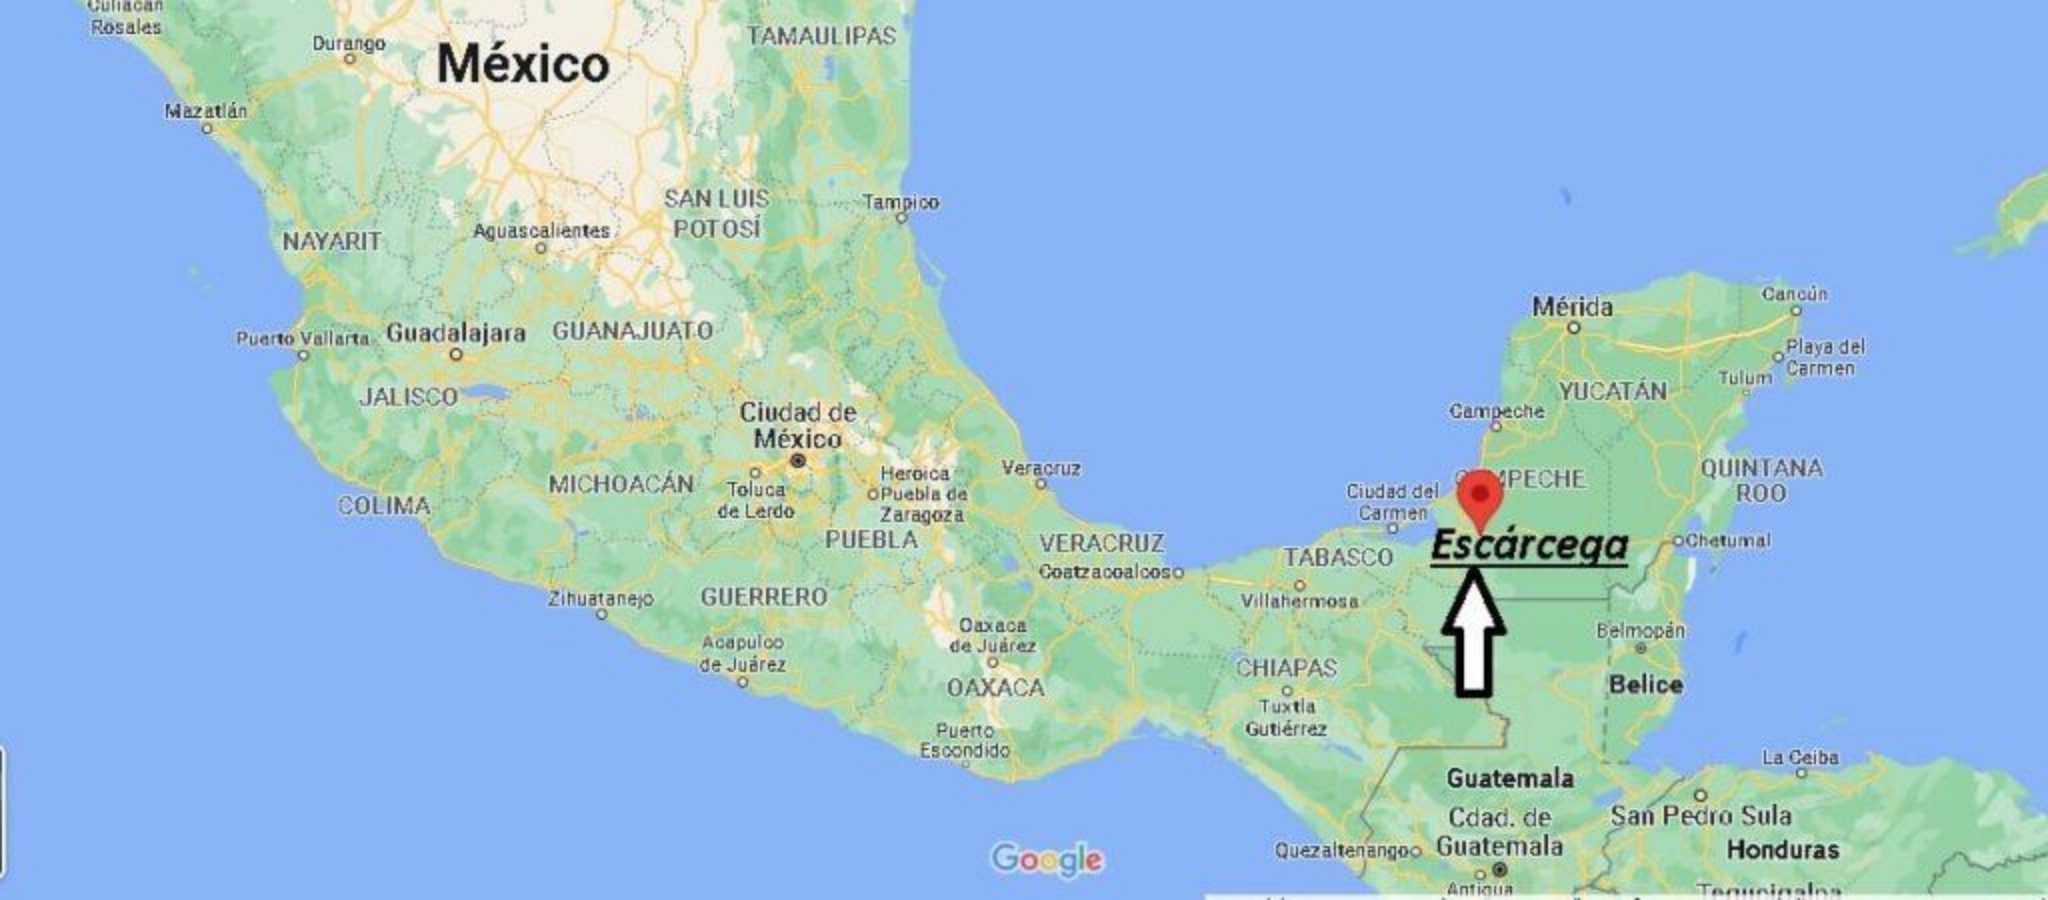 Culiacán
Rosales
Durango
México
TAMAULIPAS
Mazatlán
SAN LUIS
POTOSÍ
Tampico
NAYARIT
Aguascalientes
Mérida
Cancún
Puerto Vallarta
Guadalajara
GUANAJUATO
Playa del
Carmen
Tulum
JALISCO
YUCATÁN
Ciudad de
México
Campeche
MICHOACÁN
Toluca
de Lerdo
Heroica
Puebla de
Zaragoza
Veracruz
QUINTANA
ROO
COLIMA
Ciudad del
Carmen
PUEBLA
VERACRUZ
TABASCO
Escárcega
Chetumal
Coatzacoalcos
Zihuatanejo
GUERRERO
Villahermosa
Acapulco
de Juárez
Oaxaca
de Juárez
Belmopán
OAXACA
CHIAPAS
Belice
Tuxtla
Gutiérrez
Puerto
Escondido
La Ceiba
Guatemala
Cdad. de
Guatemala
San Pedro Sula
Quezaltenango
Honduras
Google
Antigua
Tegucigalpa